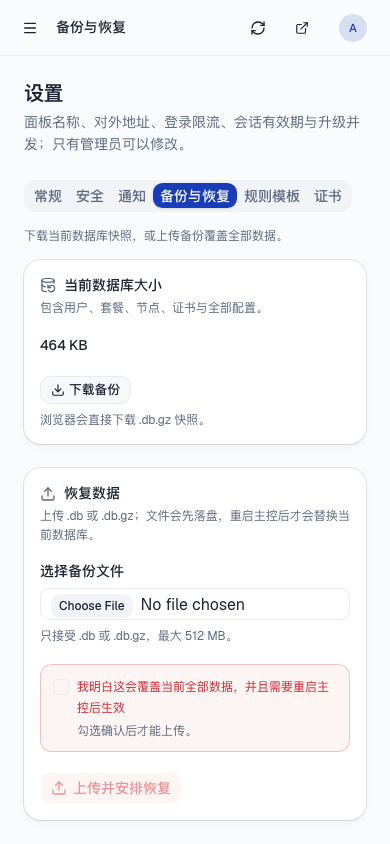 备份与恢复
A
设置
面板名称、对外地址、登录限流、会话有效期与升级并
发；只有管理员可以修改。
常规 安全 通知 备份与恢复 规则模板 证书
下载当前数据库快照，或上传备份覆盖全部数据。
当前数据库大小
包含用户、套餐、节点、证书与全部配置。
464 KB
下载备份
浏览器会直接下载 .db.gz 快照。
恢复数据
上传 .db 或 .db.gz；文件会先落盘，重启主控后才会替换当
前数据库。
选择备份文件
Choose File No file chosen
只接受 .db 或 .db.gz，最大 512 MB。
我明白这会覆盖当前全部数据，并且需要重启主
控后生效
勾选确认后才能上传。
上传并安排恢复